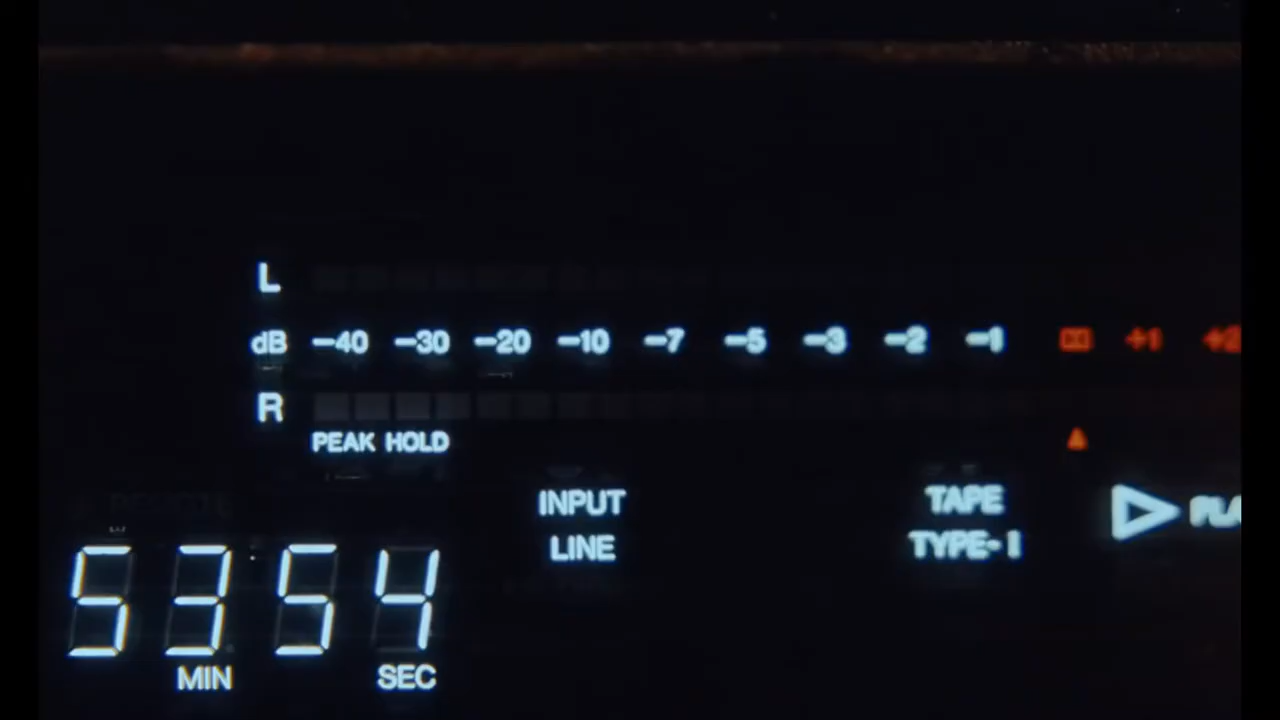 L
dB −40 −30 −20 −10 −7 −5 −3 −2 −1 +1 +2
R
PEAK HOLD
INPUT TAPE
LINE TYPE-I
53 54
MIN SEC